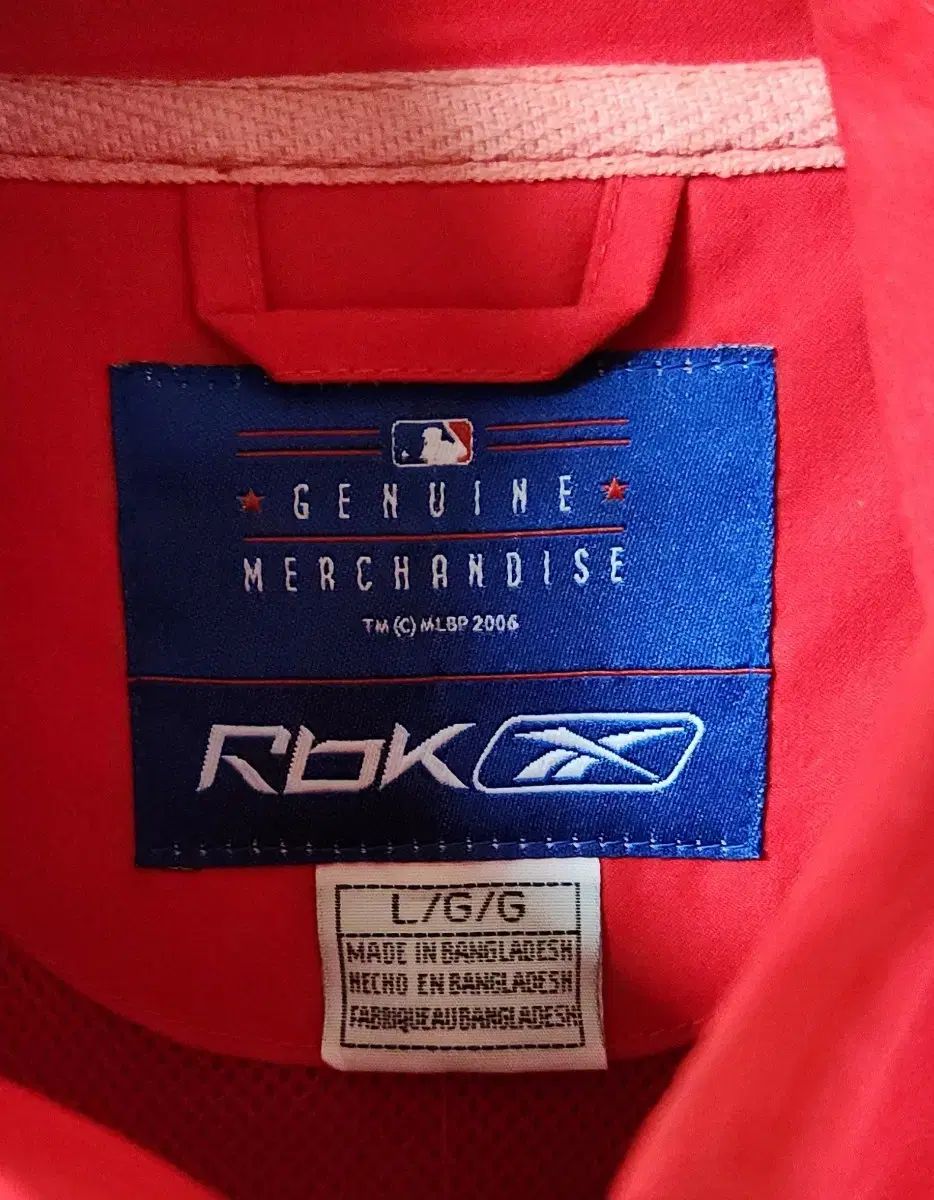 GENUINE
MERCHANDISE
TM (C) MLBP 2006
RbK
L/G/G
MADE IN BANGLADESH
HECHO EN BANGLADESH
FABRIQUE AU BANGLADESH